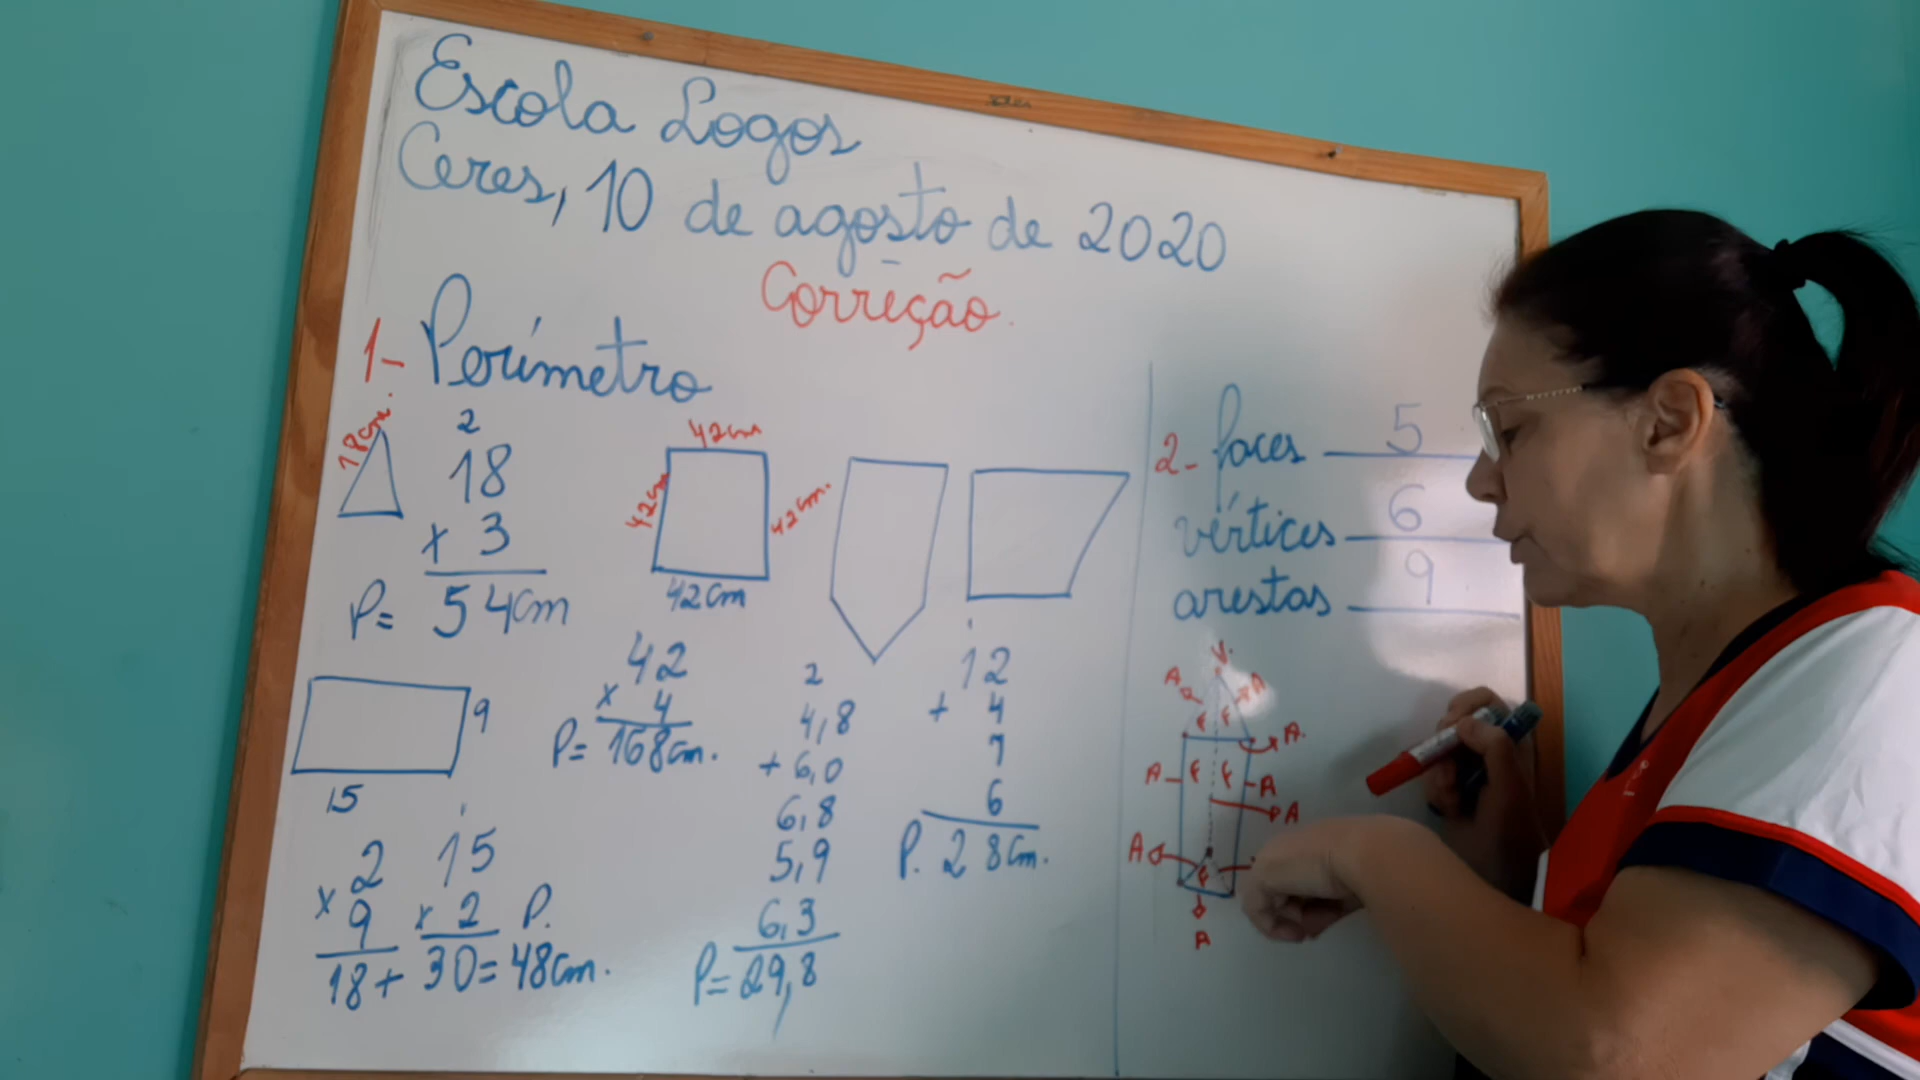 Escola Logos
Ceres, 10 de agosto de 2020
Correção.
1- Perímetro
18cm.
2
18
x 3
P= 54cm
42cm
42cm
42cm.
42cm
42
x 4
P= 168cm.
9
15
2
x 9
18+
15
x 2
30= 48cm.
P.
2
4,8
+ 6,0
6,8
5,9
6,3
P= 29,8
12
+ 4
7
6
P. 28cm.
2- faces 5
vértices 6
arestas 9
V.
A
A
F
F
A.
A
F
F
A
A
A
F
A